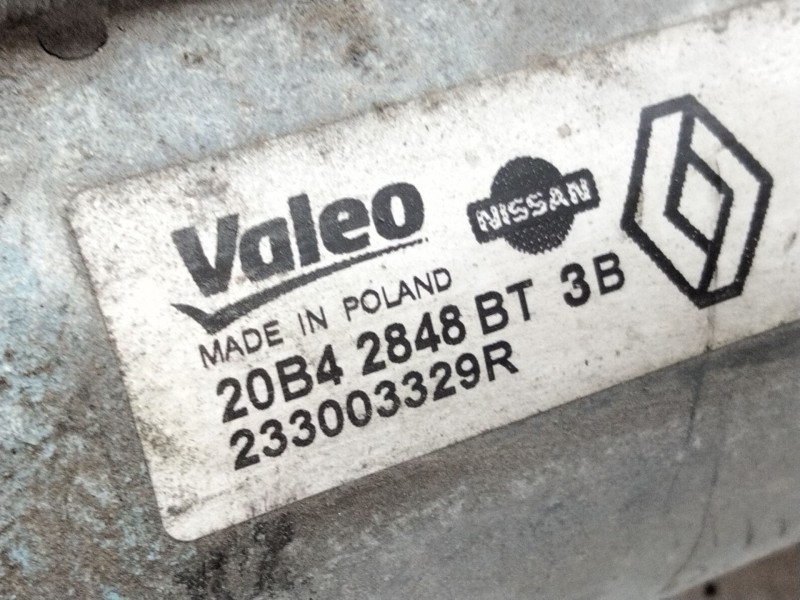 Valeo
NISSAN
MADE IN POLAND
20B4 2848 BT 3B
233003329R